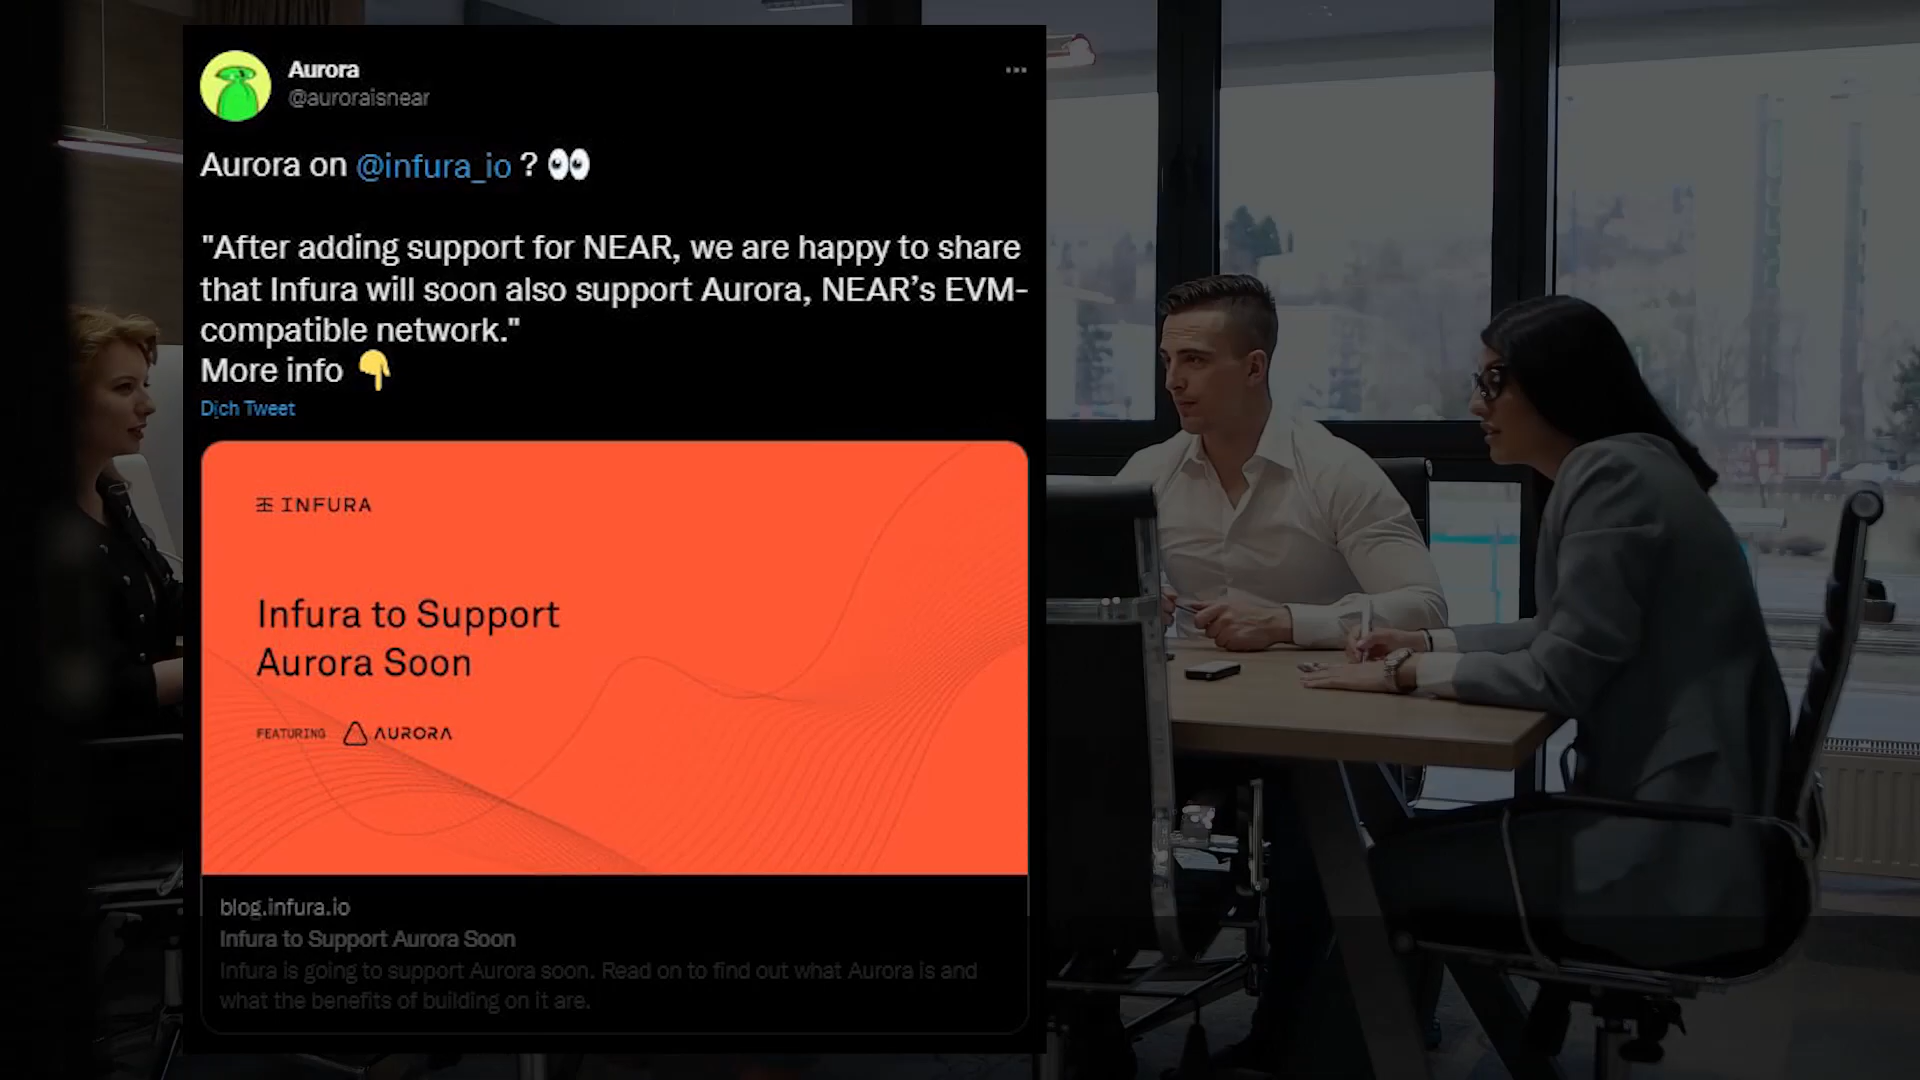 Aurora
@auroraisnear
Aurora on @infura_io ? 👀
"After adding support for NEAR, we are happy to share
that Infura will soon also support Aurora, NEAR’s EVM-
compatible network."
More info 👇
Dịch Tweet
INFURA
Infura to Support
Aurora Soon
FEATURING AURORA
blog.infura.io
Infura to Support Aurora Soon
Infura is going to support Aurora soon. Read on to find out what Aurora is and
what the benefits of building on it are.